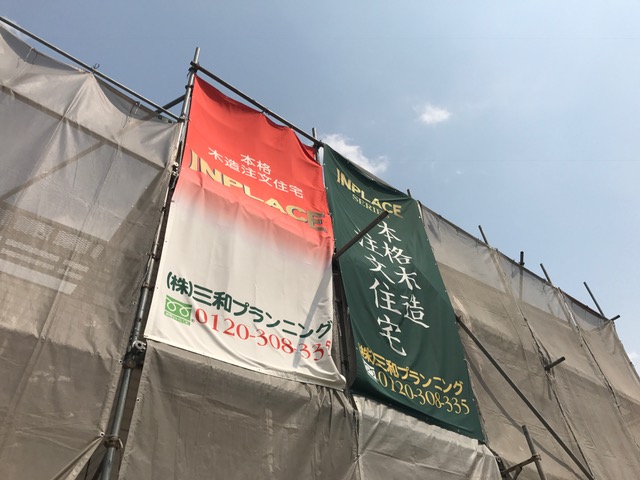 本格
木造注文住宅
INPLACE
(株)三和プランニング
0120-308-335
INPLACE
SERIES
本格木造
注文住宅
(株)三和プランニング
0120-308-335